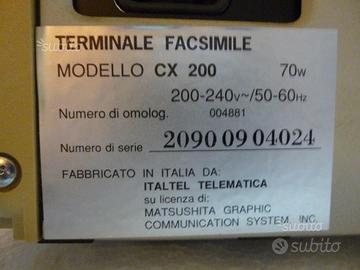 TERMINALE FACSIMILE
MODELLO CX 200 70W
200-240V~/50-60Hz
Numero di omolog. 004881
Numero di serie 2090 09 04024
FABBRICATO IN ITALIA DA:
ITALTEL TELEMATICA
su licenza di:
MATSUSHITA GRAPHIC
COMMUNICATION SYSTEM, INC.
subito
subito